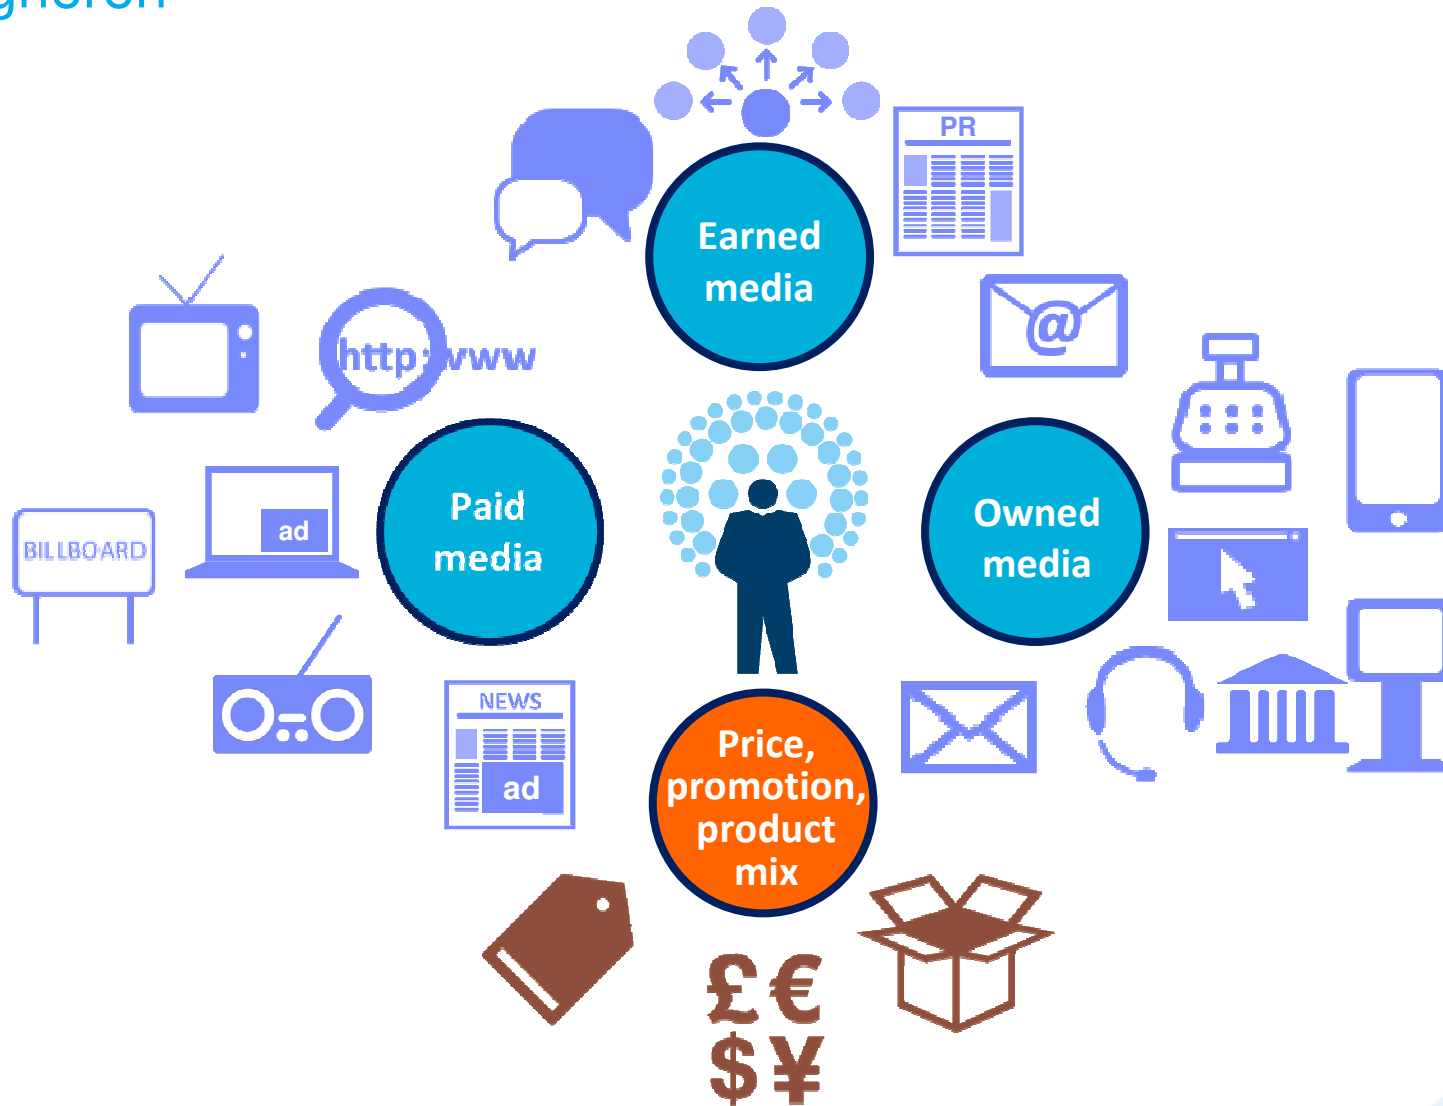 PR
Earned
media
@
http:www
Paid
media
Owned
media
BILLBOARD
ad
NEWS
ad
Price,
promotion,
product
mix
£€
$¥